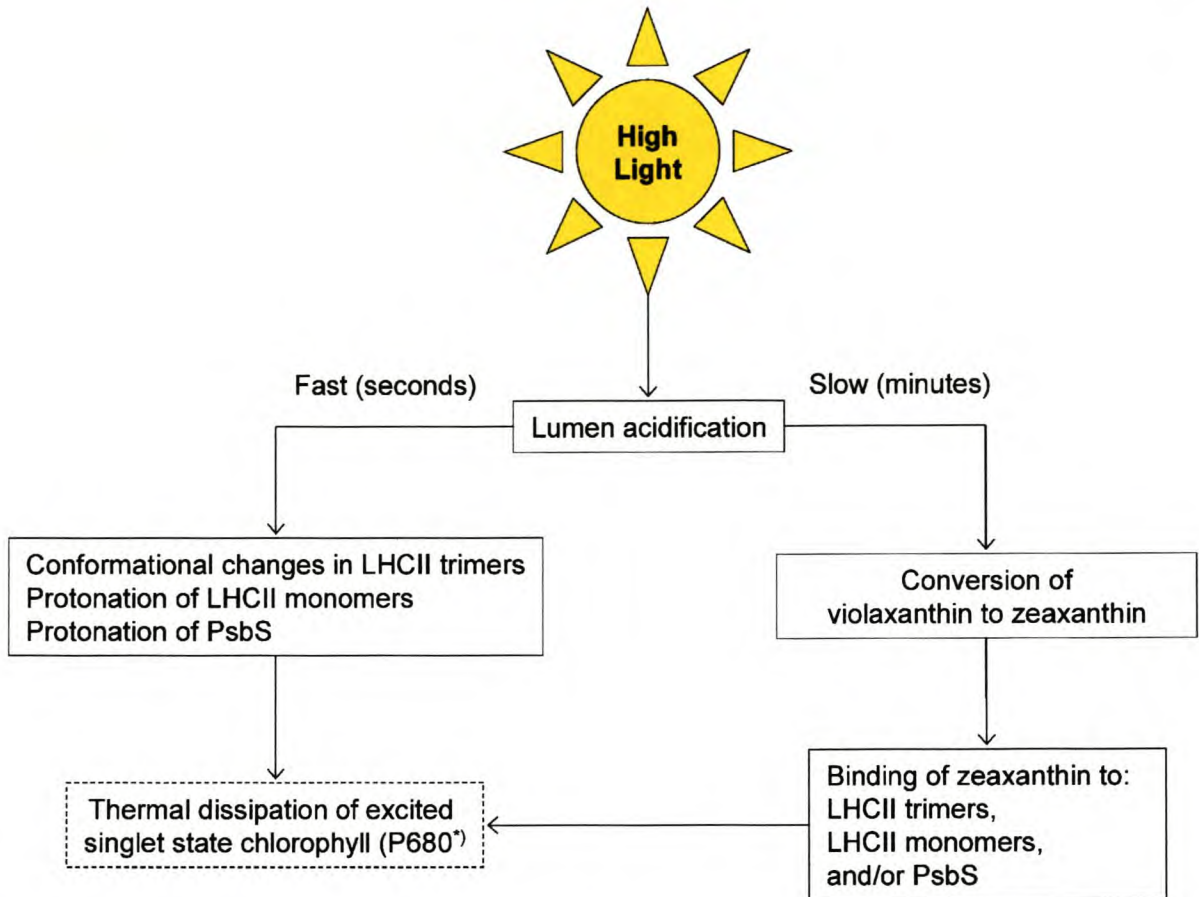 High
Light
Fast (seconds)
Slow (minutes)
Lumen acidification
Conformational changes in LHCII trimers
Protonation of LHCII monomers
Protonation of PsbS
Conversion of
violaxanthin to zeaxanthin
Thermal dissipation of excited
singlet state chlorophyll (P680*)
Binding of zeaxanthin to:
LHCII trimers,
LHCII monomers,
and/or PsbS